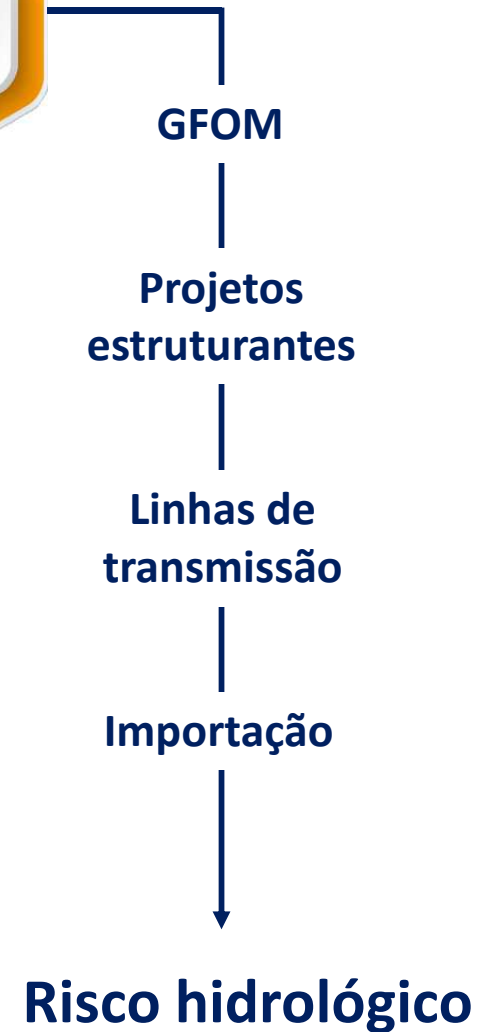 GFOM
Projetos
estruturantes
Linhas de
transmissão
Importação
Risco hidrológico